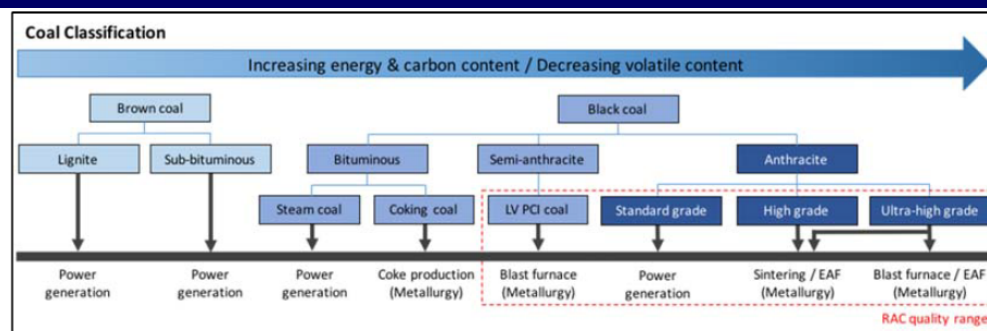 Coal Classification
Increasing energy & carbon content / Decreasing volatile content
Brown coal
Black coal
Lignite
Sub-bituminous
Bituminous
Semi-anthracite
Anthracite
Steam coal
Coking coal
LV PCI coal
Standard grade
High grade
Ultra-high grade
Power
generation
Power
generation
Power
generation
Coke production
(Metallurgy)
Blast furnace
(Metallurgy)
Power
generation
Sintering / EAF
(Metallurgy)
Blast furnace / EAF
(Metallurgy)
RAC quality range